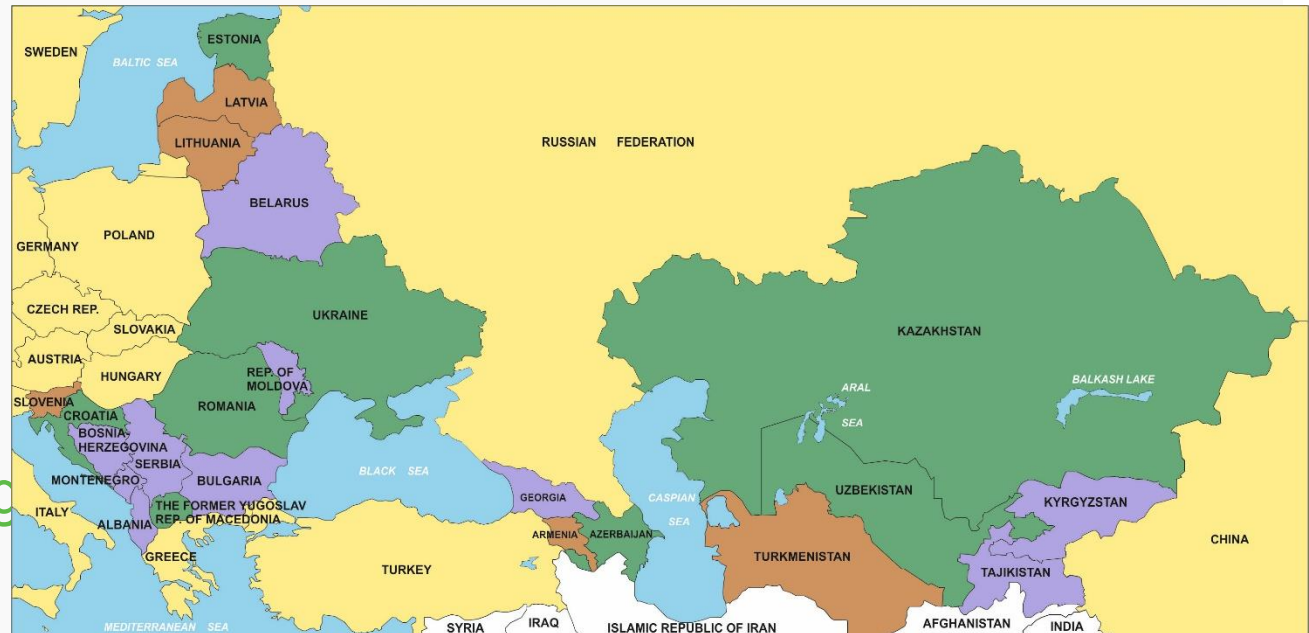 SWEDEN
BALTIC SEA
ESTONIA
LATVIA
LITHUANIA
RUSSIAN FEDERATION
BELARUS
POLAND
GERMANY
CZECH REP.
SLOVAKIA
UKRAINE
KAZAKHSTAN
AUSTRIA
HUNGARY
REP. OF
MOLDOVA
BALKASH LAKE
ARAL
SEA
SLOVENIA
CROATIA
ROMANIA
BOSNIA-
HERZEGOVINA
SERBIA
BLACK SEA
MONTENEGRO
BULGARIA
UZBEKISTAN
GEORGIA
CASPIAN
SEA
KYRGYZSTAN
ITALY
ALBANIA
THE FORMER YUGOSLAV
REP. OF MACEDONIA
ARMENIA
AZERBAIJAN
CHINA
GREECE
TURKEY
TURKMENISTAN
TAJIKISTAN
MEDITERRANEAN SEA
SYRIA
IRAQ
ISLAMIC REPUBLIC OF IRAN
AFGHANISTAN
INDIA